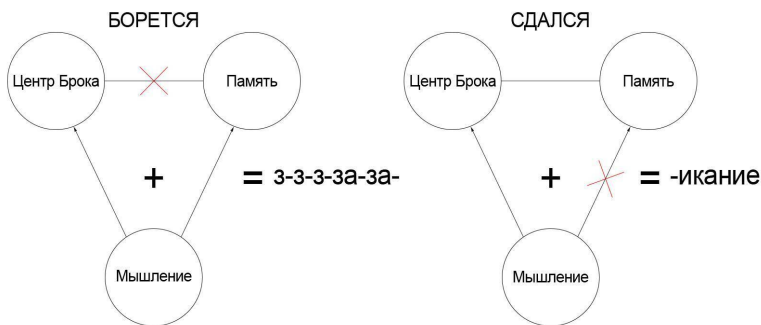 БОРЕТСЯ
Центр Брока
Память
+
= з-з-з-за-за-
Мышление
СДАЛСЯ
Центр Брока
Память
+
= -икание
Мышление